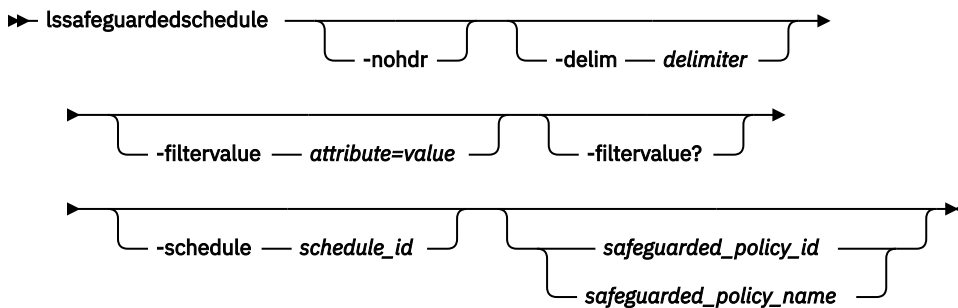 lssafeguardedschedule
-nohdr -delim delimiter
-filtervalue attribute=value -filtervalue?
-schedule schedule_id safeguarded_policy_id
safeguarded_policy_name